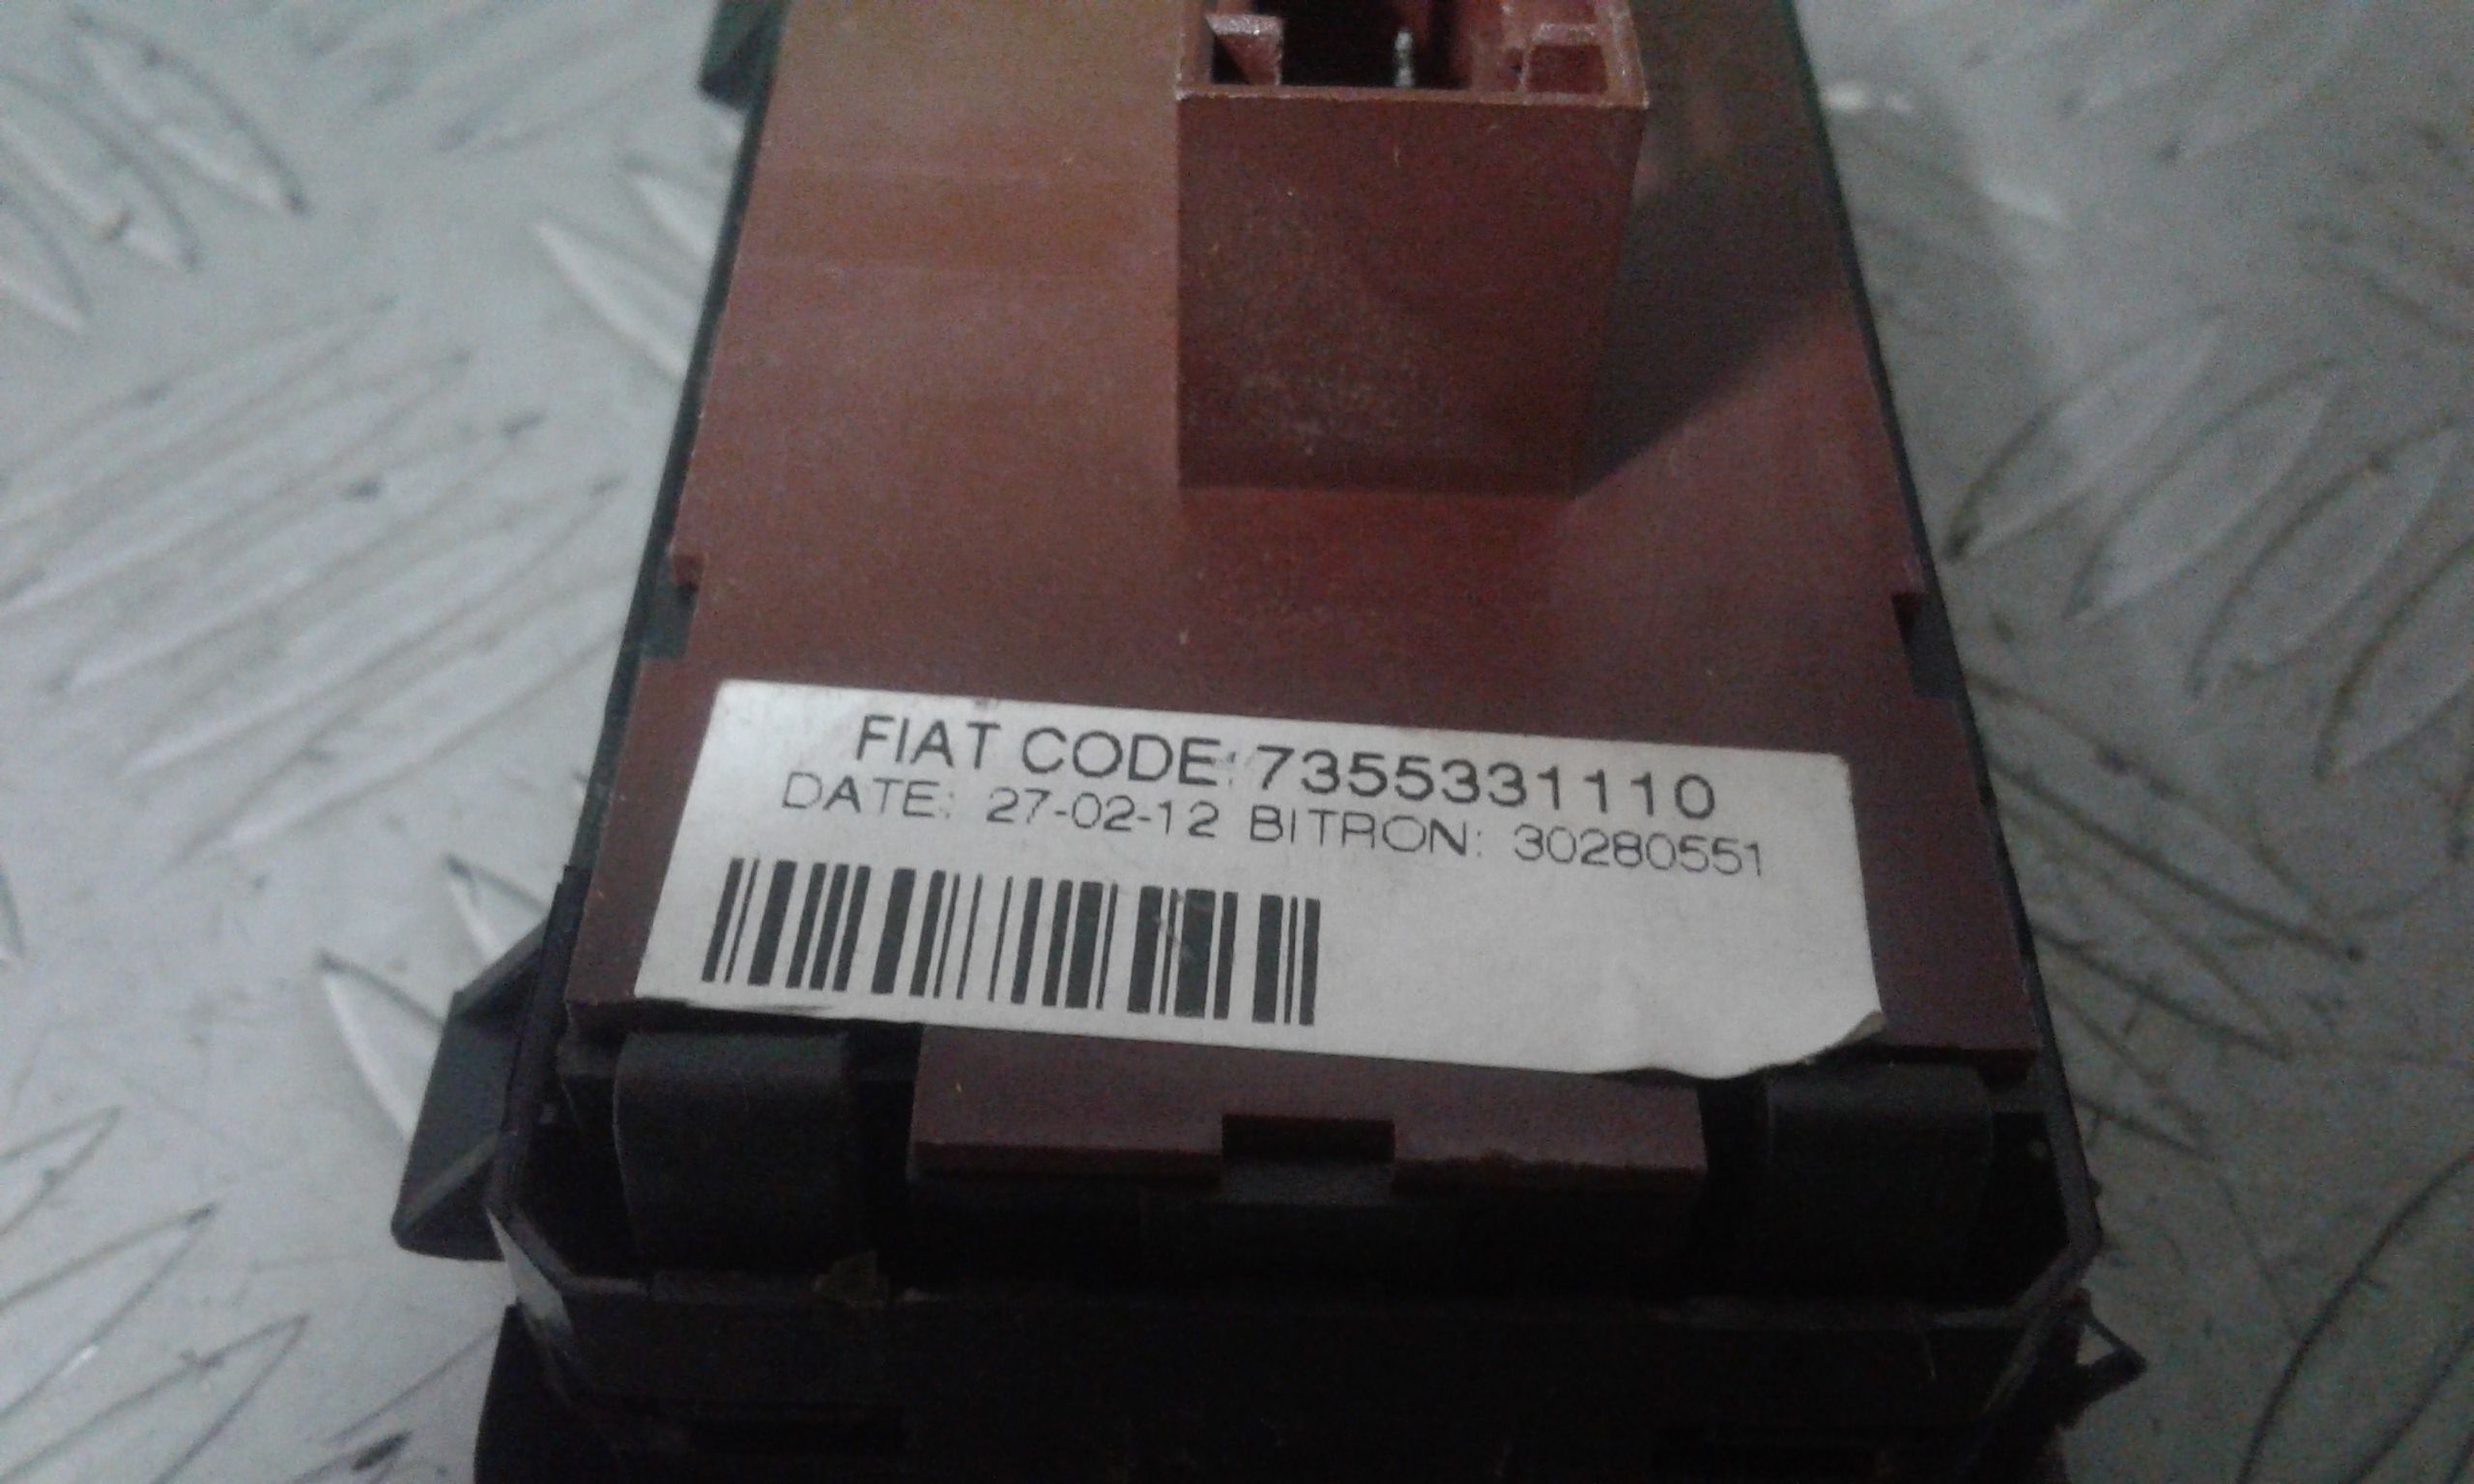 FIAT CODE: 7355331110
DATE: 27-02-12 BITRON: 30280551